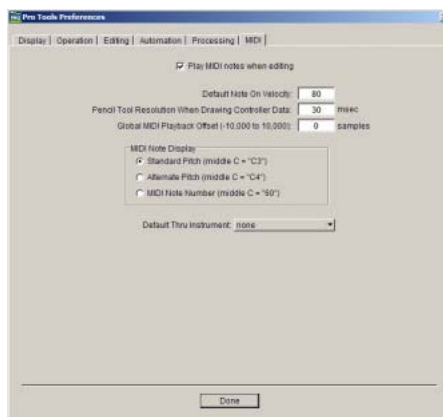 Pro Tools Preferences
Display | Operation | Editing | Automation | Processing | MIDI |
Play MIDI notes when editing
Default Note On Velocity: 80
Pencil Tool Resolution When Drawing Controller Data: 30 msec
Global MIDI Playback Offset (-10,000 to 10,000): 0 samples
MIDI Note Display
Standard Pitch (middle C = "C3")
Alternate Pitch (middle C = "C4")
MIDI Note Number (middle C = "60")
Default Thru Instrument: none
Done